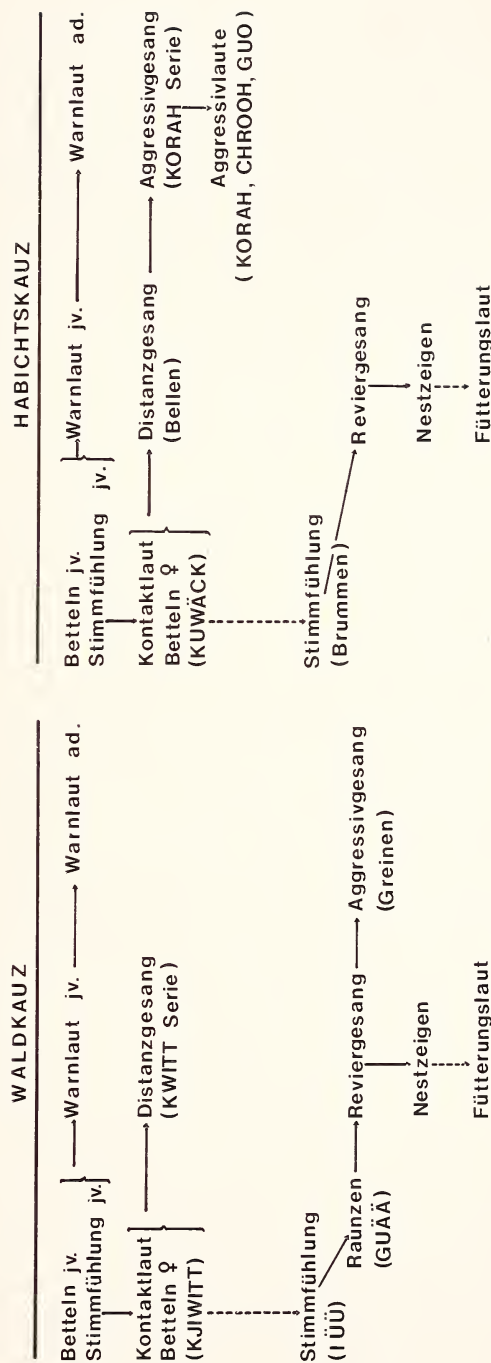 WALDKAUZ
Betteln jv.
Stimmfühlung jv.
Warnlaut jv.
Warnlaut ad.
Kontaktlaut
Betteln ♀
(KJIWITT)
Distanzgesang
(KWITT Serie)
Stimmfühlung
(I ÜÜ)
Raunzen
(GUÄÄ)
Reviergesang
Aggressivgesang
(Greinen)
Nestzeigen
Fütterungslaut
HABICHTSKAUZ
Betteln jv.
Stimmfühlung jv.
Warnlaut jv.
Warnlaut ad.
Kontaktlaut
Betteln ♀
(KUWÄCK)
Distanzgesang
(Bellen)
Aggressivgesang
(KORAH Serie)
Aggressivlaute
(KORAH, CHROOH, GUO)
Stimmfühlung
(Brummen)
Reviergesang
Nestzeigen
Fütterungslaut